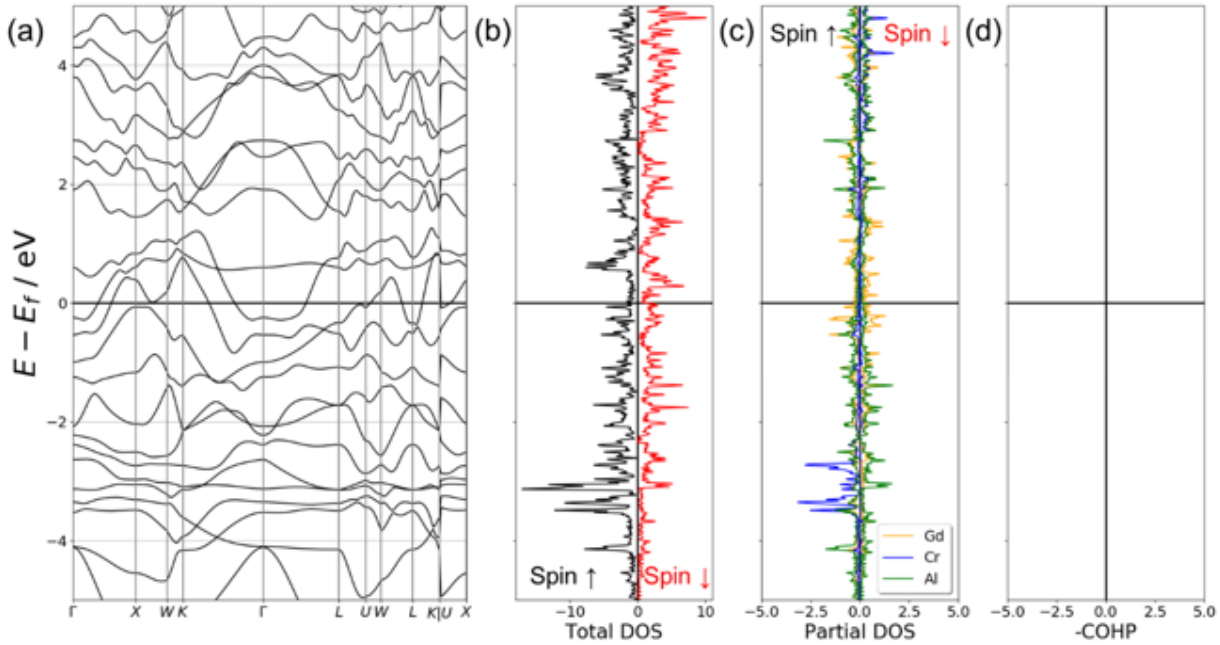 (a)
E − E_f / eV
4
2
0
−2
−4
Γ X W K Γ L U W L K|U X
(b)
−10 0 10
Spin ↑ Spin ↓
Total DOS
(c)
Spin ↑ Spin ↓
Gd
Cr
Al
−5.0 −2.5 0.0 2.5 5.0
Partial DOS
(d)
−5.0 −2.5 0.0 2.5 5.0
-COHP